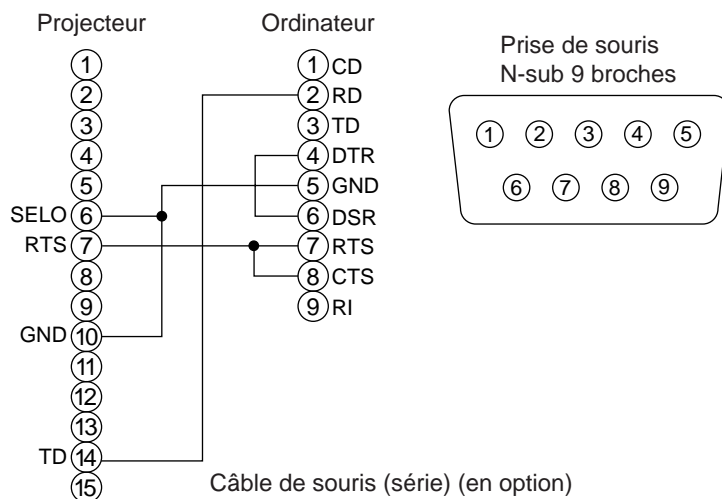 Projecteur
1
2
3
4
5
SELO 6
RTS 7
8
9
GND 10
11
12
13
TD 14
15
Ordinateur
1 CD
2 RD
3 TD
4 DTR
5 GND
6 DSR
7 RTS
8 CTS
9 RI
Prise de souris
N-sub 9 broches
1 2 3 4 5
6 7 8 9
Câble de souris (série) (en option)